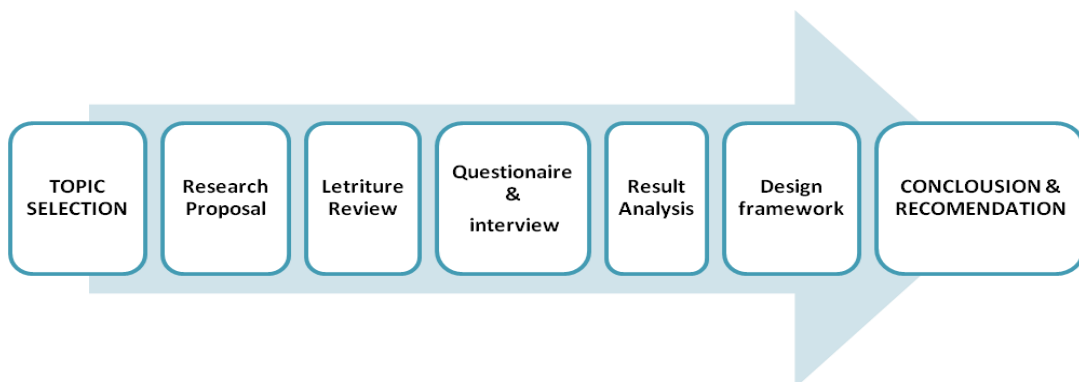 TOPIC
SELECTION
Research
Proposal
Letriture
Review
Questionaire
&
interview
Result
Analysis
Design
framework
CONCLOUSION &
RECOMENDATION